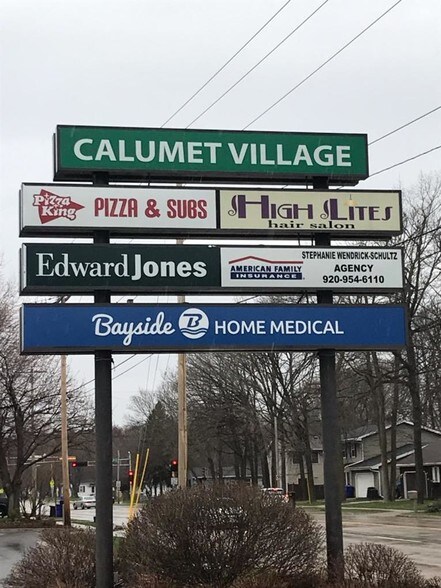 CALUMET VILLAGE
Pizza King
PIZZA & SUBS
HIGH LITES
hair salon
Edward Jones
AMERICAN FAMILY
INSURANCE
STEPHANIE WENDRICK-SCHULTZ
AGENCY
920-954-6110
Bayside B HOME MEDICAL